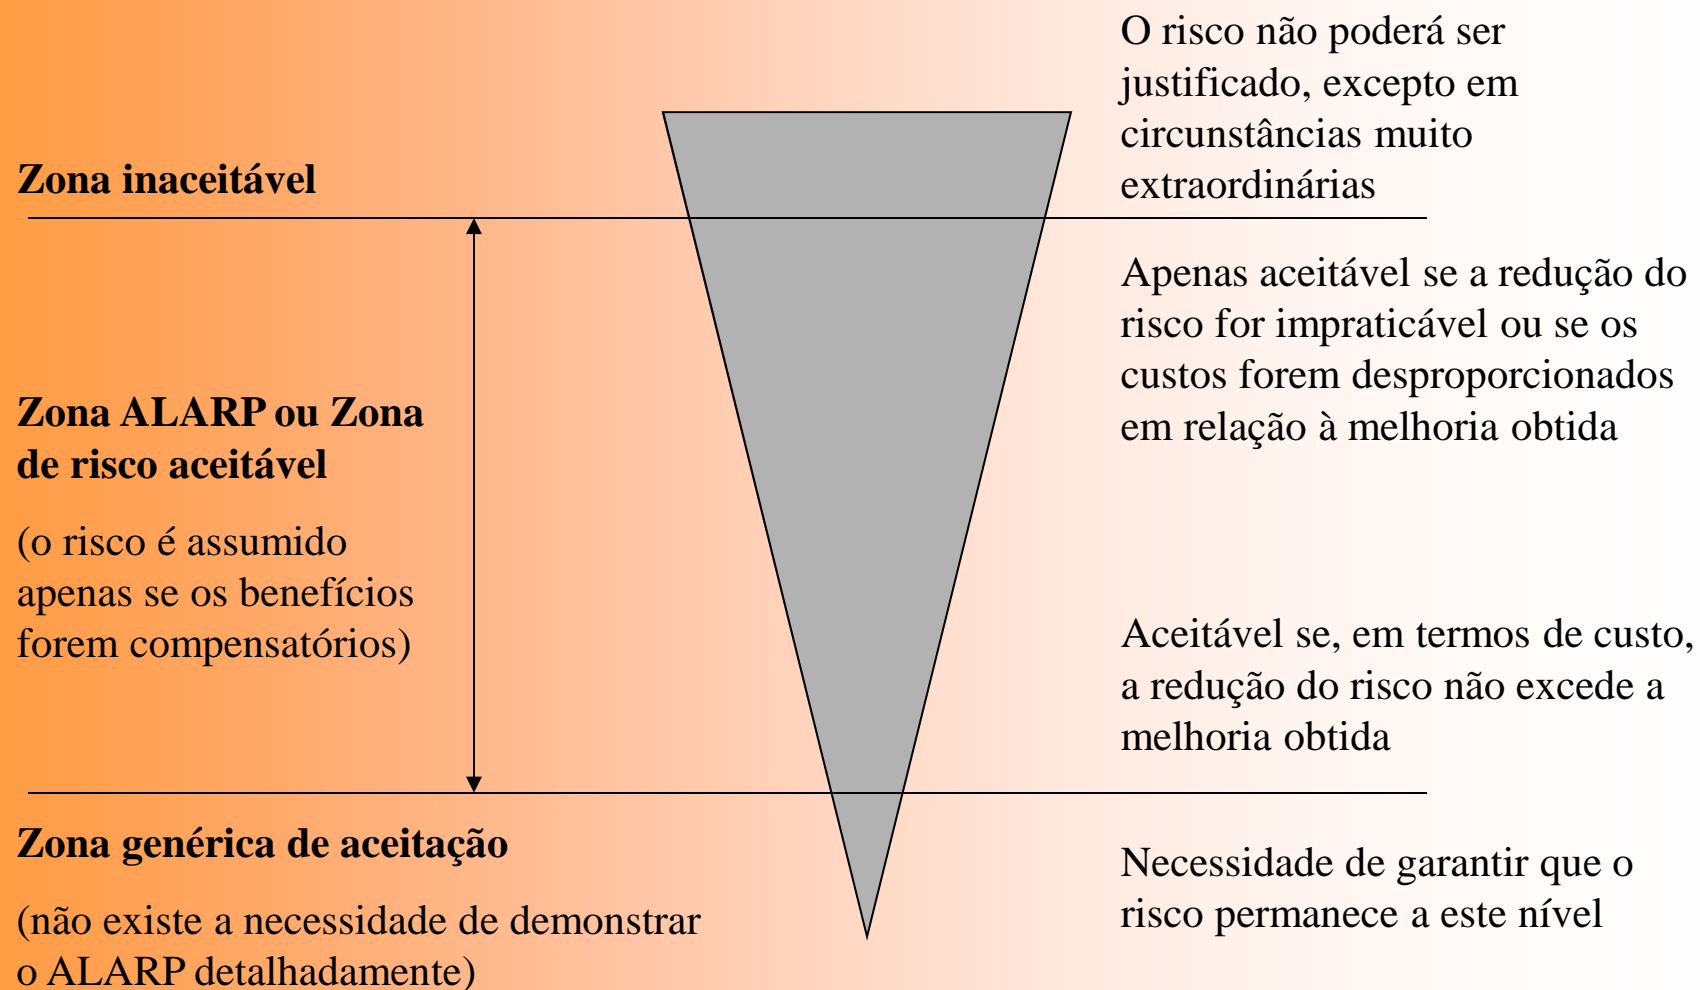 O risco não poderá ser
justificado, excepto em
circunstâncias muito
extraordinárias
Zona inaceitável
Apenas aceitável se a redução do
risco for impraticável ou se os
custos forem desproporcionados
em relação à melhoria obtida
Zona ALARP ou Zona
de risco aceitável
(o risco é assumido
apenas se os benefícios
forem compensatórios)
Aceitável se, em termos de custo,
a redução do risco não excede a
melhoria obtida
Zona genérica de aceitação
(não existe a necessidade de demonstrar
o ALARP detalhadamente)
Necessidade de garantir que o
risco permanece a este nível